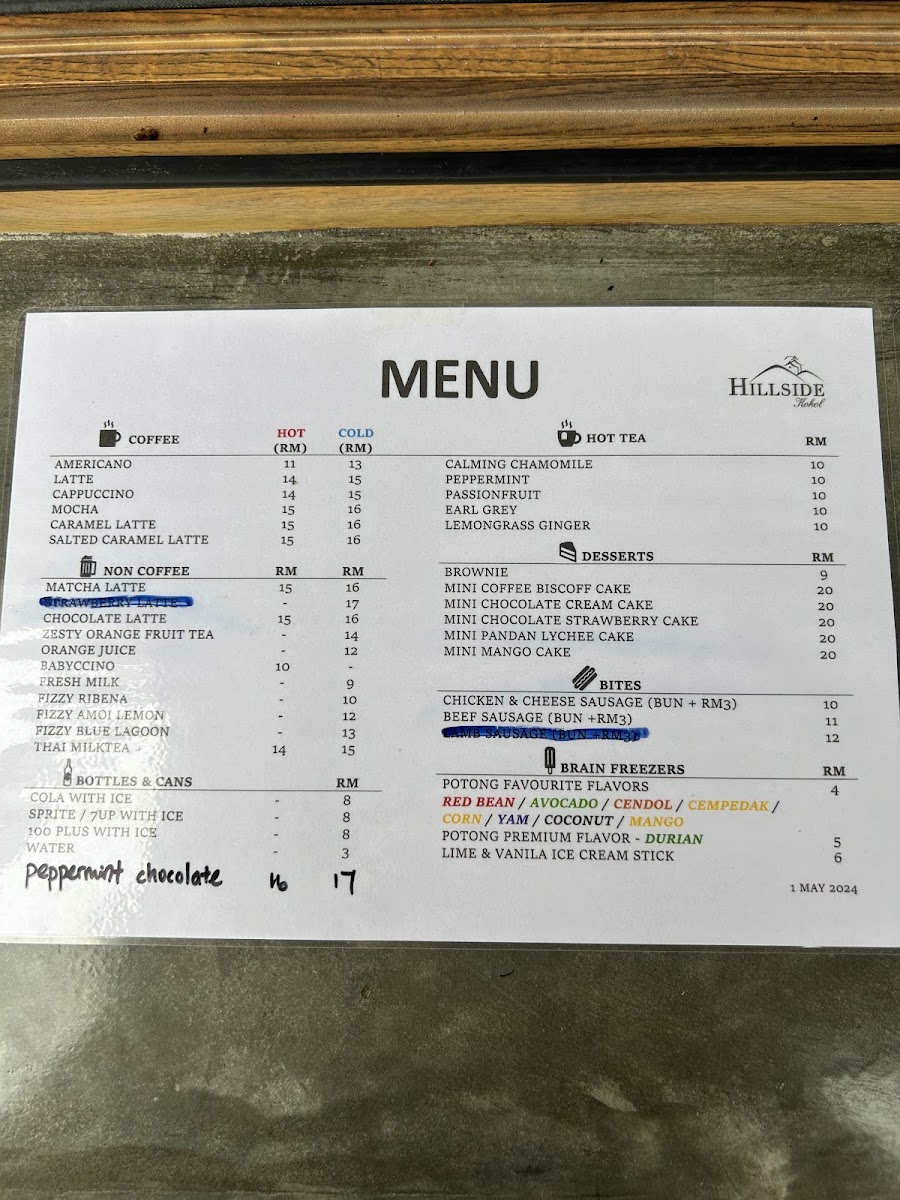 MENU
HILLSIDE
Kokol
COFFEE HOT (RM) COLD (RM)
AMERICANO 11 13
LATTE 14 15
CAPPUCCINO 14 15
MOCHA 15 16
CARAMEL LATTE 15 16
SALTED CARAMEL LATTE 15 16
NON COFFEE RM RM
MATCHA LATTE 15 16
STRAWBERRY LATTE - 17
CHOCOLATE LATTE 15 16
ZESTY ORANGE FRUIT TEA - 14
ORANGE JUICE - 12
BABYCCINO 10 -
FRESH MILK - 9
FIZZY RIBENA - 10
FIZZY AMOI LEMON - 12
FIZZY BLUE LAGOON - 13
THAI MILKTEA 14 15
BOTTLES & CANS RM
COLA WITH ICE - 8
SPRITE / 7UP WITH ICE - 8
100 PLUS WITH ICE - 8
WATER - 3
peppermint chocolate 16 17
HOT TEA RM
CALMING CHAMOMILE 10
PEPPERMINT 10
PASSIONFRUIT 10
EARL GREY 10
LEMONGRASS GINGER 10
DESSERTS RM
BROWNIE 9
MINI COFFEE BISCOFF CAKE 20
MINI CHOCOLATE CREAM CAKE 20
MINI CHOCOLATE STRAWBERRY CAKE 20
MINI PANDAN LYCHEE CAKE 20
MINI MANGO CAKE 20
BITES
CHICKEN & CHEESE SAUSAGE (BUN + RM3) 10
BEEF SAUSAGE (BUN +RM3) 11
LAMB SAUSAGE (BUN +RM3) 12
BRAIN FREEZERS RM
POTONG FAVOURITE FLAVORS 4
RED BEAN / AVOCADO / CENDOL / CEMPEDAK /
CORN / YAM / COCONUT / MANGO
POTONG PREMIUM FLAVOR - DURIAN 5
LIME & VANILA ICE CREAM STICK 6
1 MAY 2024